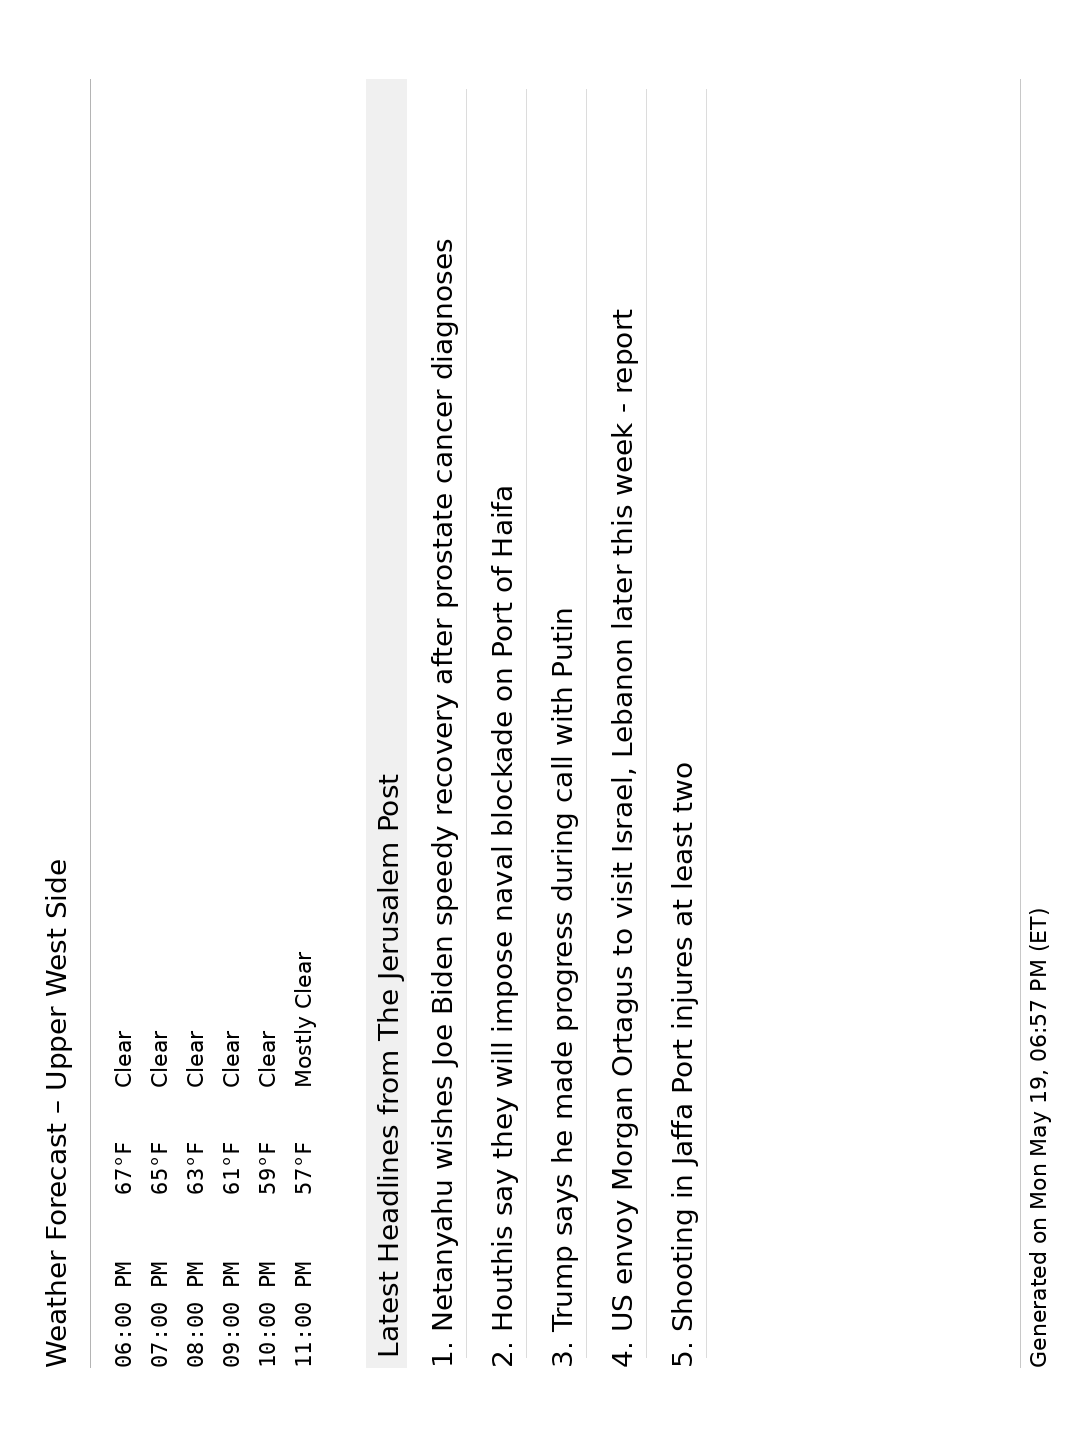 Weather Forecast – Upper West Side
06:00 PM 67°F Clear
07:00 PM 65°F Clear
08:00 PM 63°F Clear
09:00 PM 61°F Clear
10:00 PM 59°F Clear
11:00 PM 57°F Mostly Clear
Latest Headlines from The Jerusalem Post
1. Netanyahu wishes Joe Biden speedy recovery after prostate cancer diagnoses
2. Houthis say they will impose naval blockade on Port of Haifa
3. Trump says he made progress during call with Putin
4. US envoy Morgan Ortagus to visit Israel, Lebanon later this week - report
5. Shooting in Jaffa Port injures at least two
Generated on Mon May 19, 06:57 PM (ET)